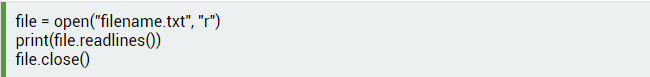 file = open("filename.txt", "r")
print(file.readlines())
file.close()